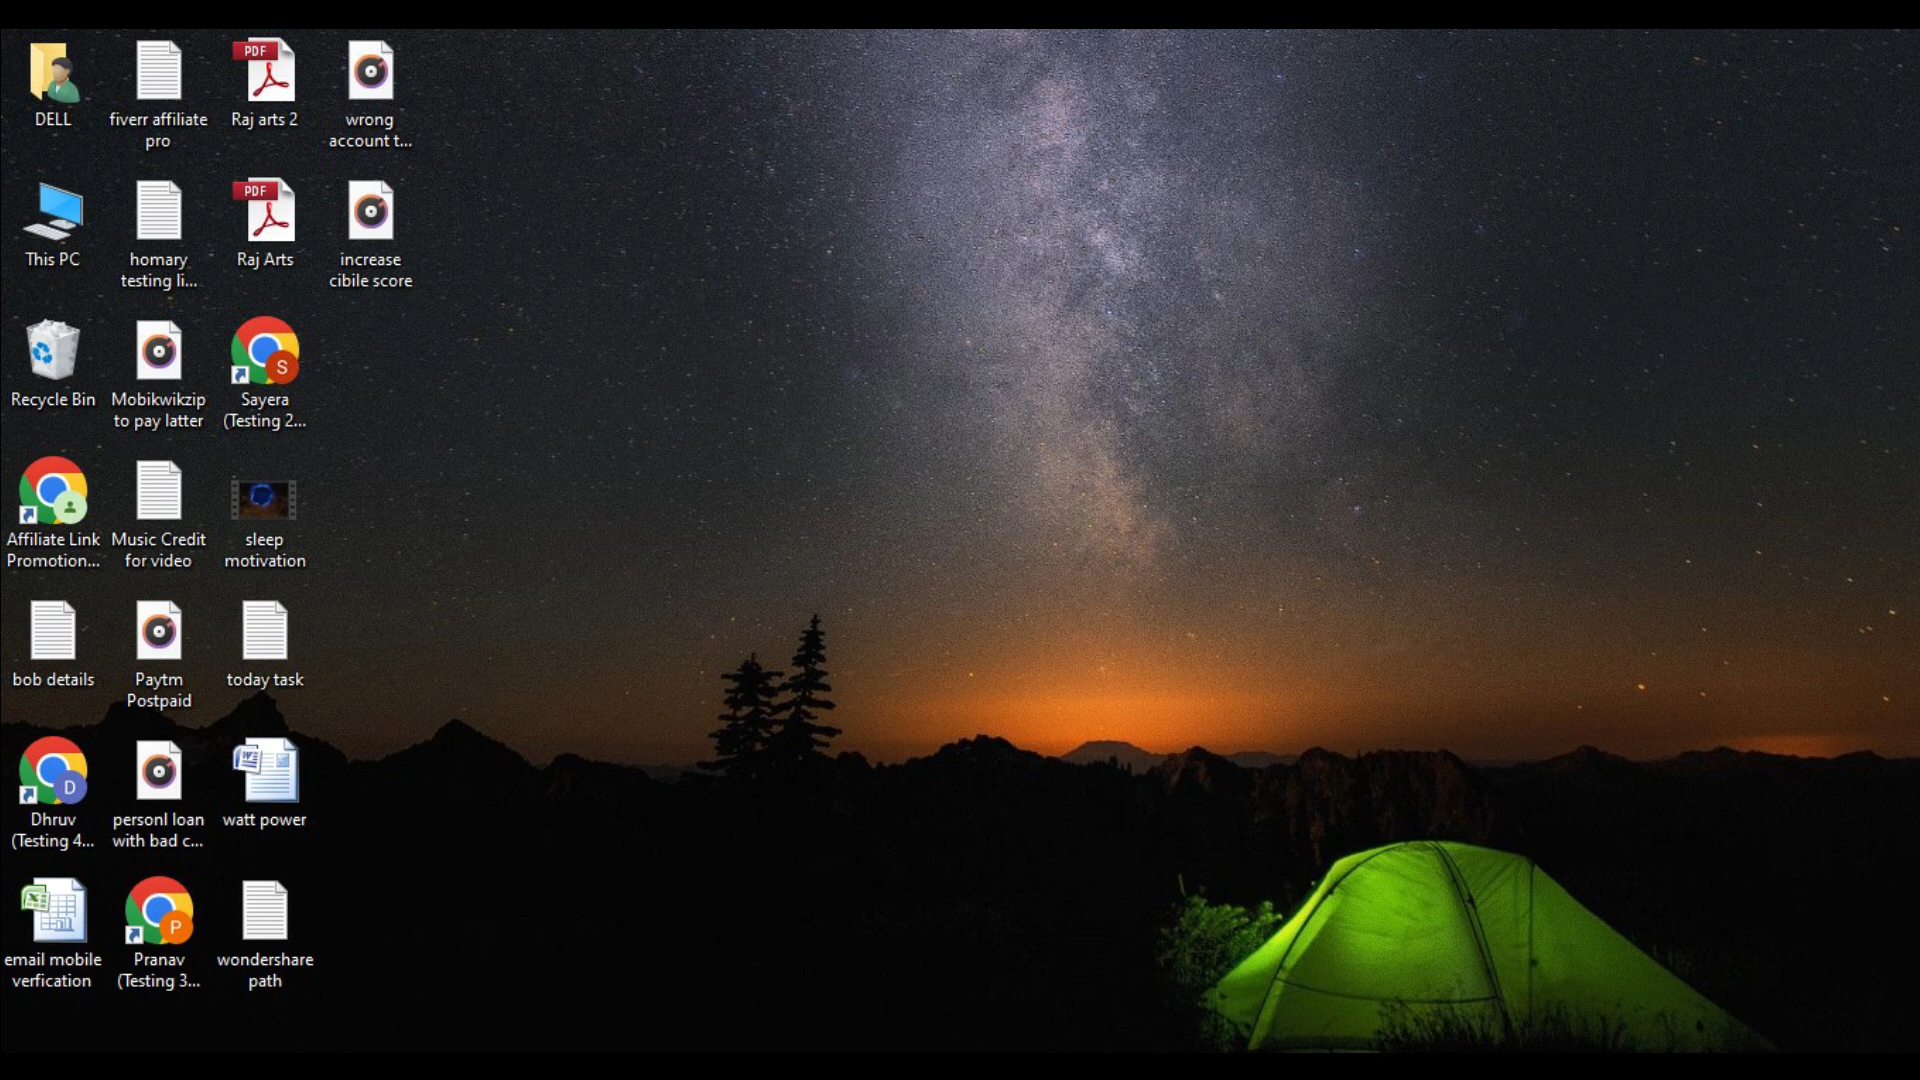 DELL
fiverr affiliate
pro
PDF
Raj arts 2
wrong
account t...
This PC
homary
testing li...
PDF
Raj Arts
increase
cibile score
Recycle Bin
Mobikwikzip
to pay latter
S
Sayera
(Testing 2...
Affiliate Link
Promotion...
Music Credit
for video
sleep
motivation
bob details
Paytm
Postpaid
today task
D
Dhruv
(Testing 4...
personl loan
with bad c...
W
watt power
X
email mobile
verfication
P
Pranav
(Testing 3...
wondershare
path